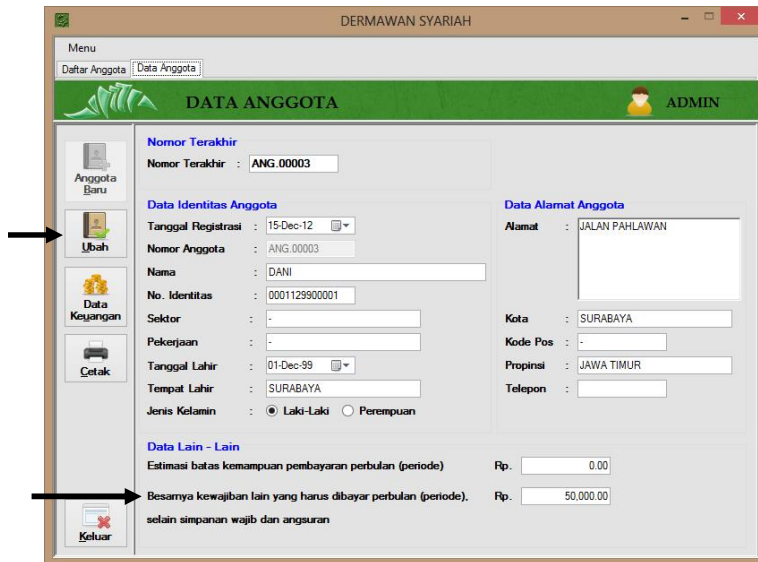 DERMAWAN SYARIAH
Menu
Daftar Anggota Data Anggota
DATA ANGGOTA ADMIN
Anggota Baru
Ubah
Data Keuangan
Cetak
Keluar
Nomor Terakhir
Nomor Terakhir : ANG.00003
Data Identitas Anggota
Tanggal Registrasi : 15-Dec-12
Nomor Anggota : ANG.00003
Nama : DANI
No. Identitas : 0001129900001
Sektor : -
Pekerjaan : -
Tanggal Lahir : 01-Dec-99
Tempat Lahir : SURABAYA
Jenis Kelamin : Laki-Laki Perempuan
Data Alamat Anggota
Alamat : JALAN PAHLAWAN
Kota : SURABAYA
Kode Pos : -
Propinsi : JAWA TIMUR
Telepon :
Data Lain - Lain
Estimasi batas kemampuan pembayaran perbulan (periode) Rp. 0.00
Besarnya kewajiban lain yang harus dibayar perbulan (periode), Rp. 50,000.00
selain simpanan wajib dan angsuran